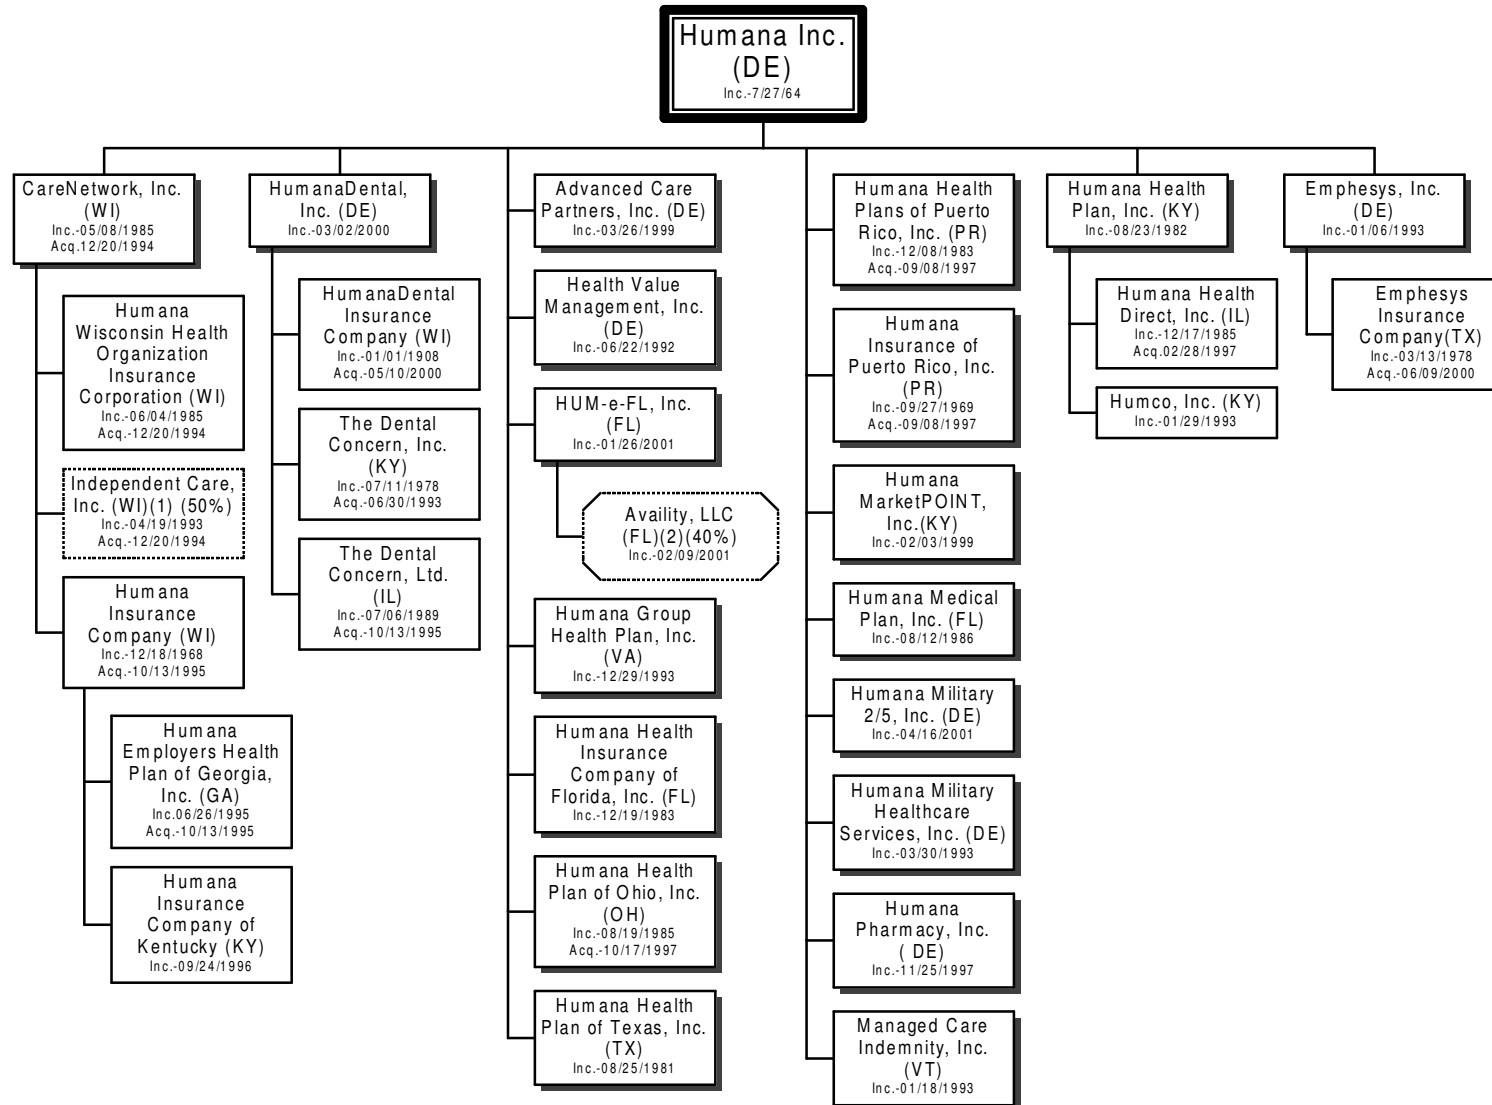 Humana Inc.
(DE)
Inc.-7/27/64
CareNetwork, Inc.
(WI)
Inc.-05/08/1985
Acq.12/20/1994
Humana
Wisconsin Health
Organization
Insurance
Corporation (WI)
Inc.-06/04/1985
Acq.-12/20/1994
Independent Care,
Inc. (WI)(1) (50%)
Inc.-04/19/1993
Acq.-12/20/1994
Humana
Insurance
Company (WI)
Inc.-12/18/1968
Acq.-10/13/1995
Humana
Employers Health
Plan of Georgia,
Inc. (GA)
Inc.06/26/1995
Acq.-10/13/1995
Humana
Insurance
Company of
Kentucky (KY)
Inc.-09/24/1996
HumanaDental,
Inc. (DE)
Inc.-03/02/2000
HumanaDental
Insurance
Company (WI)
Inc.-01/01/1908
Acq.-05/10/2000
The Dental
Concern, Inc.
(KY)
Inc.-07/11/1978
Acq.-06/30/1993
The Dental
Concern, Ltd.
(IL)
Inc.-07/06/1989
Acq.-10/13/1995
Advanced Care
Partners, Inc. (DE)
Inc.-03/26/1999
Health Value
Management, Inc.
(DE)
Inc.-06/22/1992
HUM-e-FL, Inc.
(FL)
Inc.-01/26/2001
Availity, LLC
(FL)(2)(40%)
Inc.-02/09/2001
Humana Group
Health Plan, Inc.
(VA)
Inc.-12/29/1993
Humana Health
Insurance
Company of
Florida, Inc. (FL)
Inc.-12/19/1983
Humana Health
Plan of Ohio, Inc.
(OH)
Inc.-08/19/1985
Acq.-10/17/1997
Humana Health
Plan of Texas, Inc.
(TX)
Inc.-08/25/1981
Humana Health
Plans of Puerto
Rico, Inc. (PR)
Inc.-12/08/1983
Acq.-09/08/1997
Humana
Insurance of
Puerto Rico, Inc.
(PR)
Inc.-09/27/1969
Acq.-09/08/1997
Humana
MarketPOINT,
Inc.(KY)
Inc.-02/03/1999
Humana Medical
Plan, Inc. (FL)
Inc.-08/12/1986
Humana Military
2/5, Inc. (DE)
Inc.-04/16/2001
Humana Military
Healthcare
Services, Inc. (DE)
Inc.-03/30/1993
Humana
Pharmacy, Inc.
( DE)
Inc.-11/25/1997
Managed Care
Indemnity, Inc.
(VT)
Inc.-01/18/1993
Humana Health
Plan, Inc. (KY)
Inc.-08/23/1982
Humana Health
Direct, Inc. (IL)
Inc.-12/17/1985
Acq.02/28/1997
Humco, Inc. (KY)
Inc.-01/29/1993
Emphesys, Inc.
(DE)
Inc.-01/06/1993
Emphesys
Insurance
Company(TX)
Inc.-03/13/1978
Acq.-06/09/2000